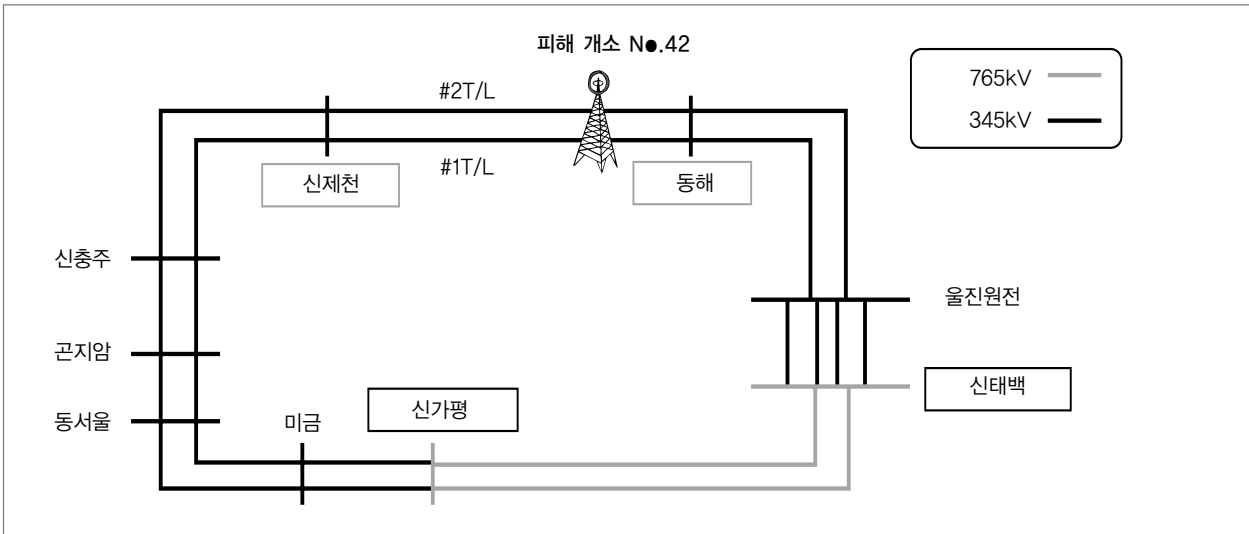 피해 개소 No.42
765kV
345kV
#2T/L
#1T/L
신제천
동해
신충주
울진원전
곤지암
신태백
신가평
미금
동서울